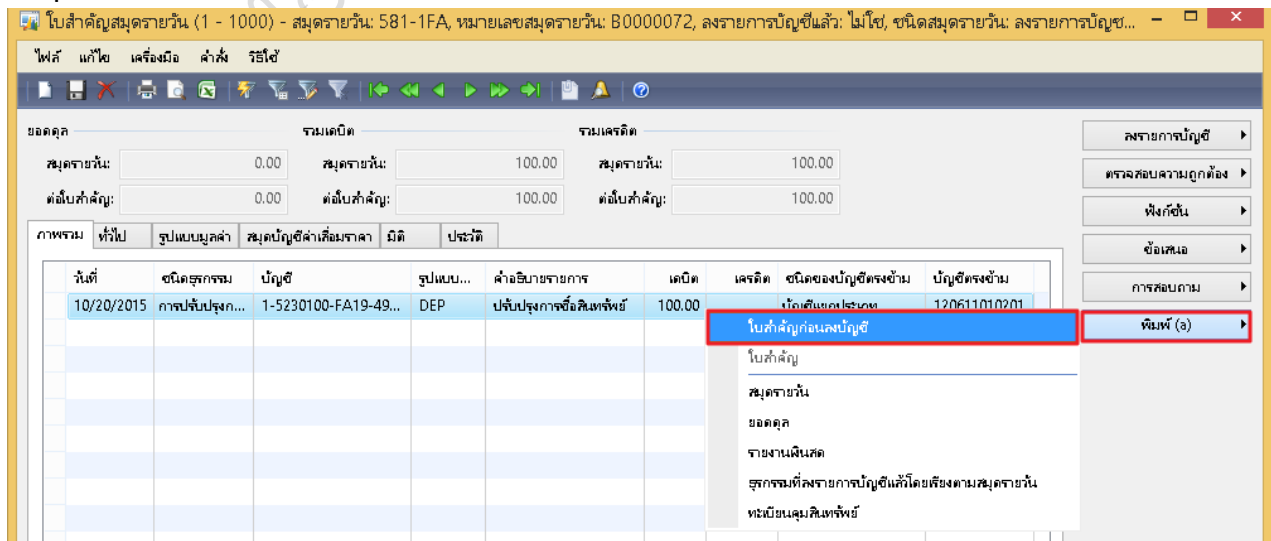 ใบสำคัญสมุดรายวัน (1 - 1000) - สมุดรายวัน: 581-1FA, หมายเลขสมุดรายวัน: B0000072, ลงรายการบัญชีแล้ว: ไม่ใช่, ชนิดสมุดรายวัน: ลงรายการบัญช...
ไฟล์ แก้ไข เครื่องมือ คำสั่ง วิธีใช้
ยอดดุล รวมเดบิต รวมเครดิต
สมุดรายวัน: 0.00 สมุดรายวัน: 100.00 สมุดรายวัน: 100.00
ต่อใบสำคัญ: 0.00 ต่อใบสำคัญ: 100.00 ต่อใบสำคัญ: 100.00
ภาพรวม ทั่วไป รูปแบบมูลค่า สมุดบัญชีค่าเสื่อมราคา มิติ ประวัติ
วันที่ ชนิดธุรกรรม บัญชี รูปแบบ... คำอธิบายรายการ เดบิต เครดิต ชนิดของบัญชีตรงข้าม บัญชีตรงข้าม
10/20/2015 การปรับปรุงก... 1-5230100-FA19-49... DEP ปรับปรุงการซื้อสินทรัพย์ 100.00 บัญชีแยกประเภท 120611010201
ใบสำคัญก่อนลงบัญชี
ใบสำคัญ
สมุดรายวัน
ยอดดุล
รายงานเงินสด
ธุรกรรมที่ลงรายการบัญชีแล้วโดยเรียงตามสมุดรายวัน
ทะเบียนคุมสินทรัพย์
ลงรายการบัญชี
ตรวจสอบความถูกต้อง
ฟังก์ชัน
ข้อเสนอ
การสอบถาม
พิมพ์ (a)